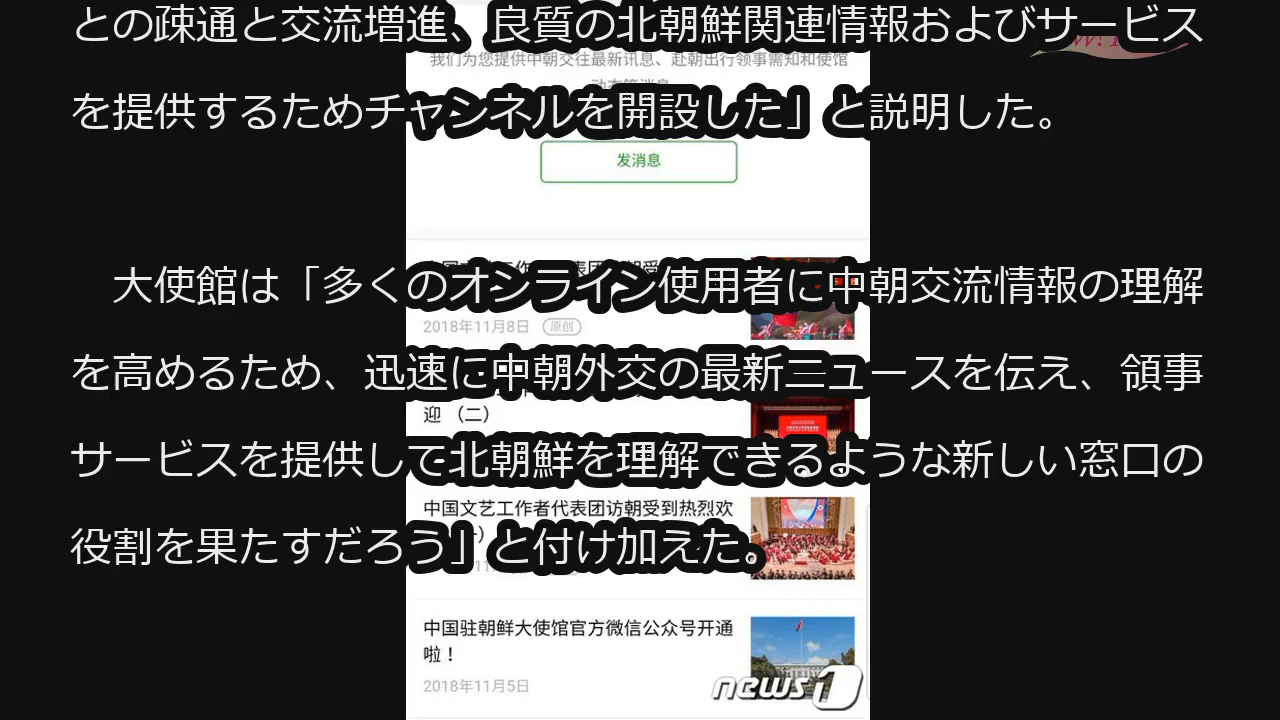 との疎通と交流増進、良質の北朝鮮関連情報およびサービス
我们为您提供中朝交往最新讯息、赴朝出行领事需知和使馆
を提供するためチャンネルを開設した」と説明した。
发消息
大使館は「多くのオンライン使用者に中朝交流情報の理解
2018年11月8日 原创
を高めるため、迅速に中朝外交の最新ニュースを伝え、領事
迎 （二）
サービスを提供して北朝鮮を理解できるような新しい窓口の
中国文艺工作者代表团访朝受到热烈欢
役割を果たすだろう」と付け加えた。
中国驻朝鲜大使馆官方微信公众号开通
啦！
2018年11月5日
news1